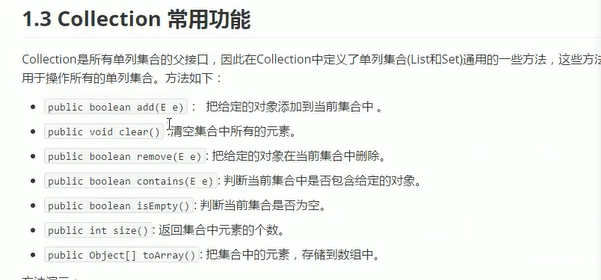 1.3 Collection 常用功能
Collection是所有单列集合的父接口，因此在Collection中定义了单列集合(List和Set)通用的一些方法，这些方法
用于操作所有的单列集合。方法如下：
public boolean add(E e)： 把给定的对象添加到当前集合中 。
public void clear() :清空集合中所有的元素。
public boolean remove(E e): 把给定的对象在当前集合中删除。
public boolean contains(E e): 判断当前集合中是否包含给定的对象。
public boolean isEmpty(): 判断当前集合是否为空。
public int size(): 返回集合中元素的个数。
public Object[] toArray(): 把集合中的元素，存储到数组中。
方法演示：